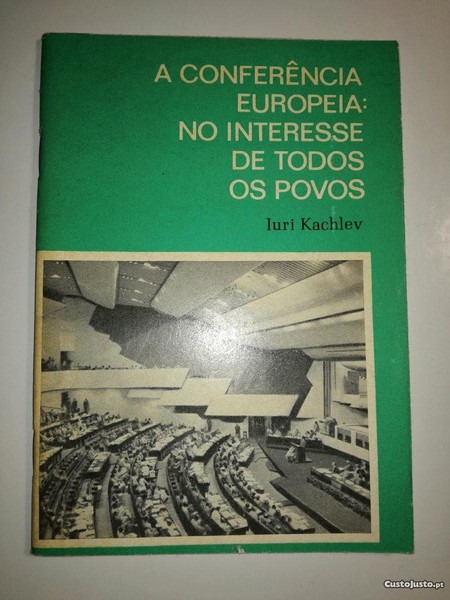 A CONFERÊNCIA
EUROPEIA:
NO INTERESSE
DE TODOS
OS POVOS
Iuri Kachlev
CustoJusto.pt